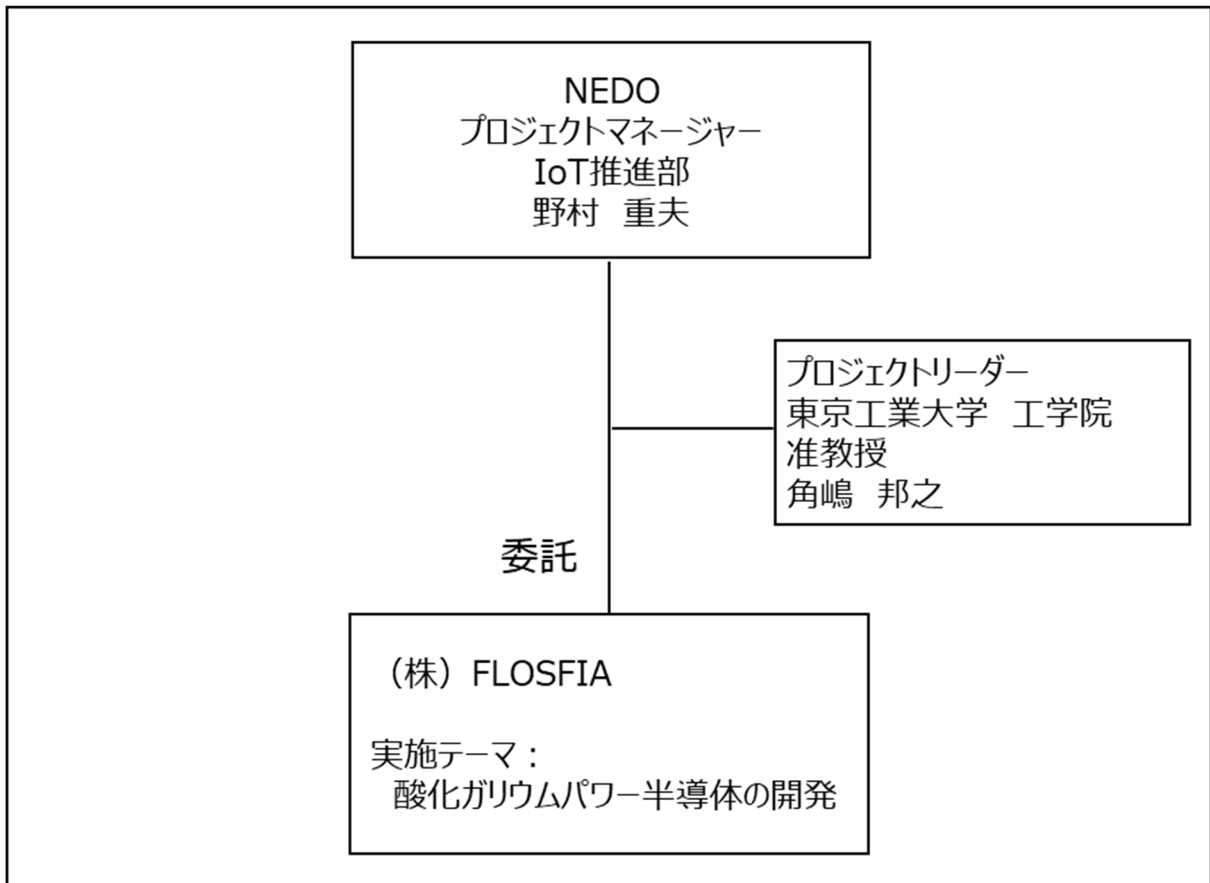 NEDO
プロジェクトマネージャー
IoT推進部
野村　重夫
プロジェクトリーダー
東京工業大学　工学院
准教授
角嶋　邦之
委託
（株）FLOSFIA
実施テーマ：
酸化ガリウムパワー半導体の開発